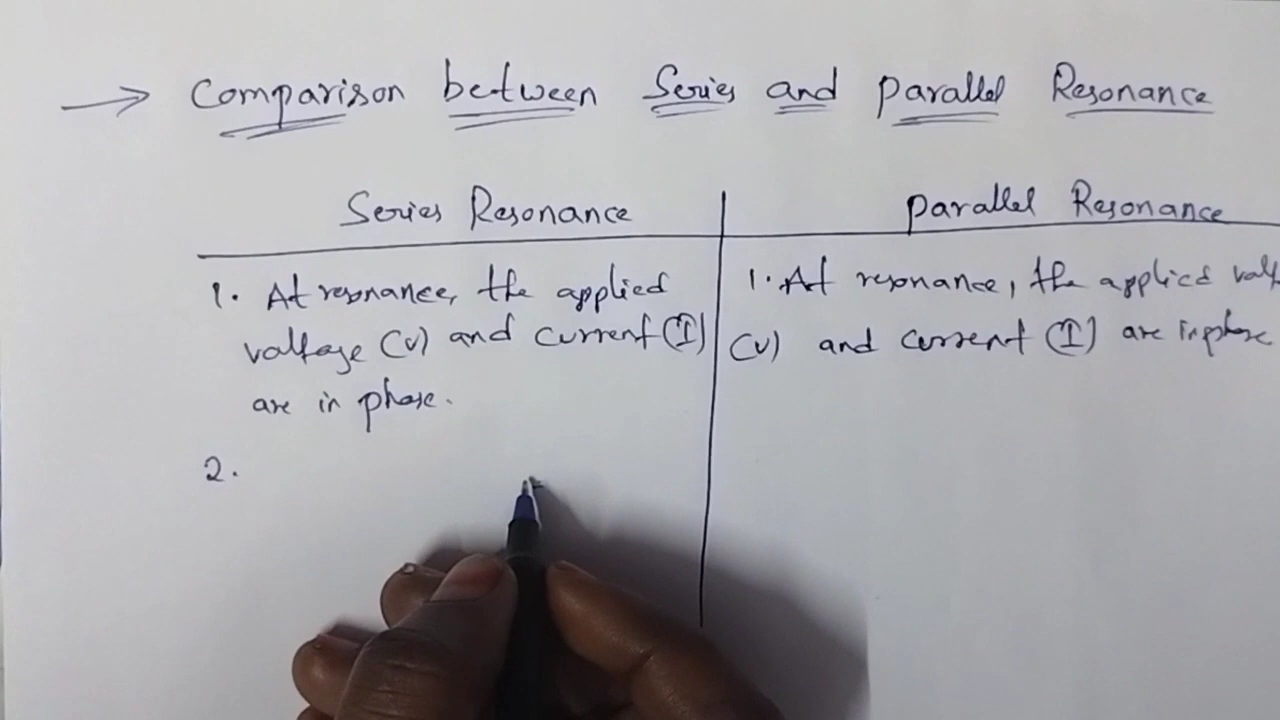 → Comparison between Series and Parallel Resonance
Series Resonance
1. At resonance, the applied
voltage (V) and current (I)
are in phase.
2.
Parallel Resonance
1. At resonance, the applied
(V) and current (I) are in phase